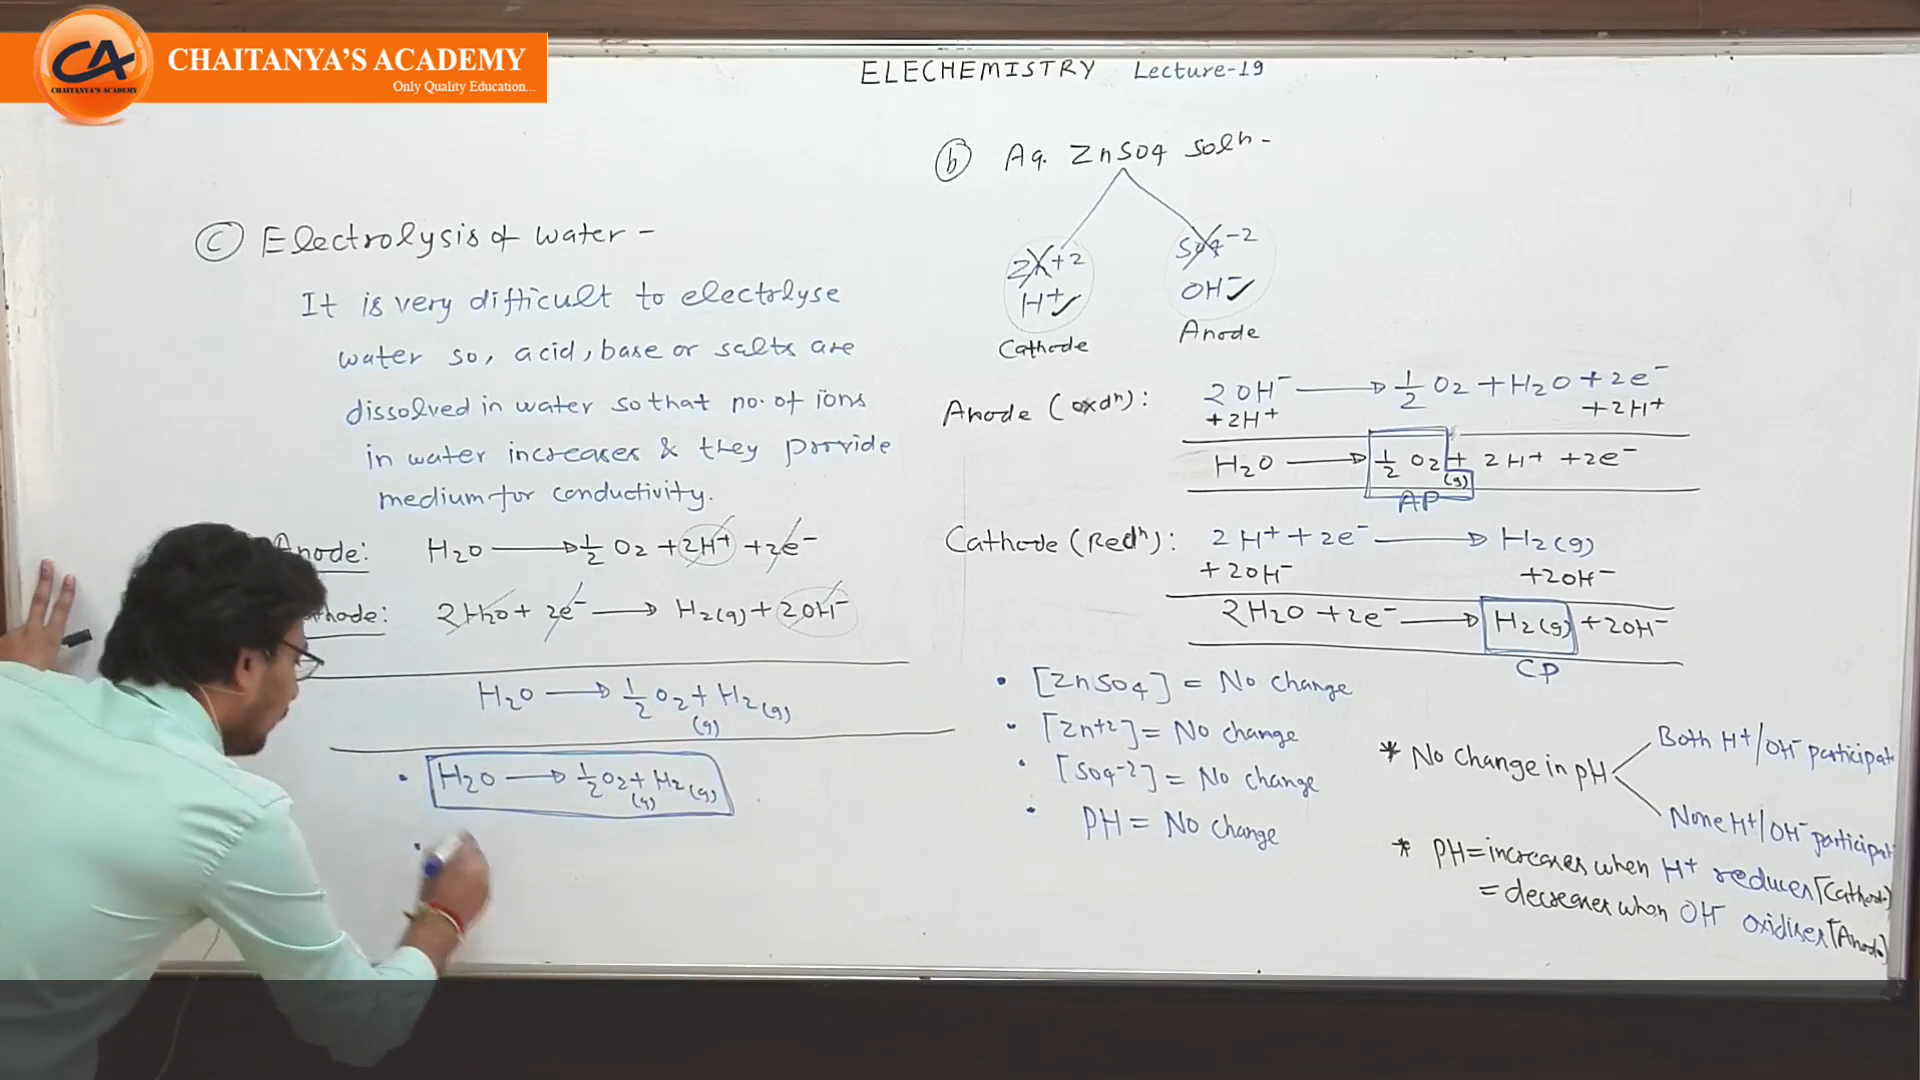 CA
CHAITANYA'S ACADEMY
CHAITANYA'S ACADEMY
Only Quality Education...
ELECHEMISTRY Lecture-19
(C) Electrolysis of water -
It is very difficult to electrolyse
water so, acid, base or salts are
dissolved in water so that no. of ions
in water increases & they provide
medium for conductivity.
Anode: H2O → 1/2 O2 + 2H+ + 2e-
thode: 2H2O + 2e- → H2(g) + 2OH-
H2O → 1/2 O2(g) + H2(g)
• H2O → 1/2 O2(g) + H2(g)
•
(b) Aq. ZnSO4 Soln -
Zn+2 SO4-2
H+ ✓ OH- ✓
Cathode Anode
Anode (oxdn): 2OH- → 1/2 O2 + H2O + 2e-
+2H+ +2H+
H2O → 1/2 O2(g) + 2H+ + 2e-
AP
Cathode (Redn): 2H+ + 2e- → H2(g)
+2OH- +2OH-
2H2O + 2e- → H2(g) + 2OH-
CP
• [ZnSO4] = No change
• [Zn+2] = No change
• [SO4-2] = No change
• PH = No change
* No Change in pH
Both H+/OH- participat
None H+/OH- participat
* PH = increases when H+ reduces [Cathode]
= decreases when OH- oxidises [Anode]